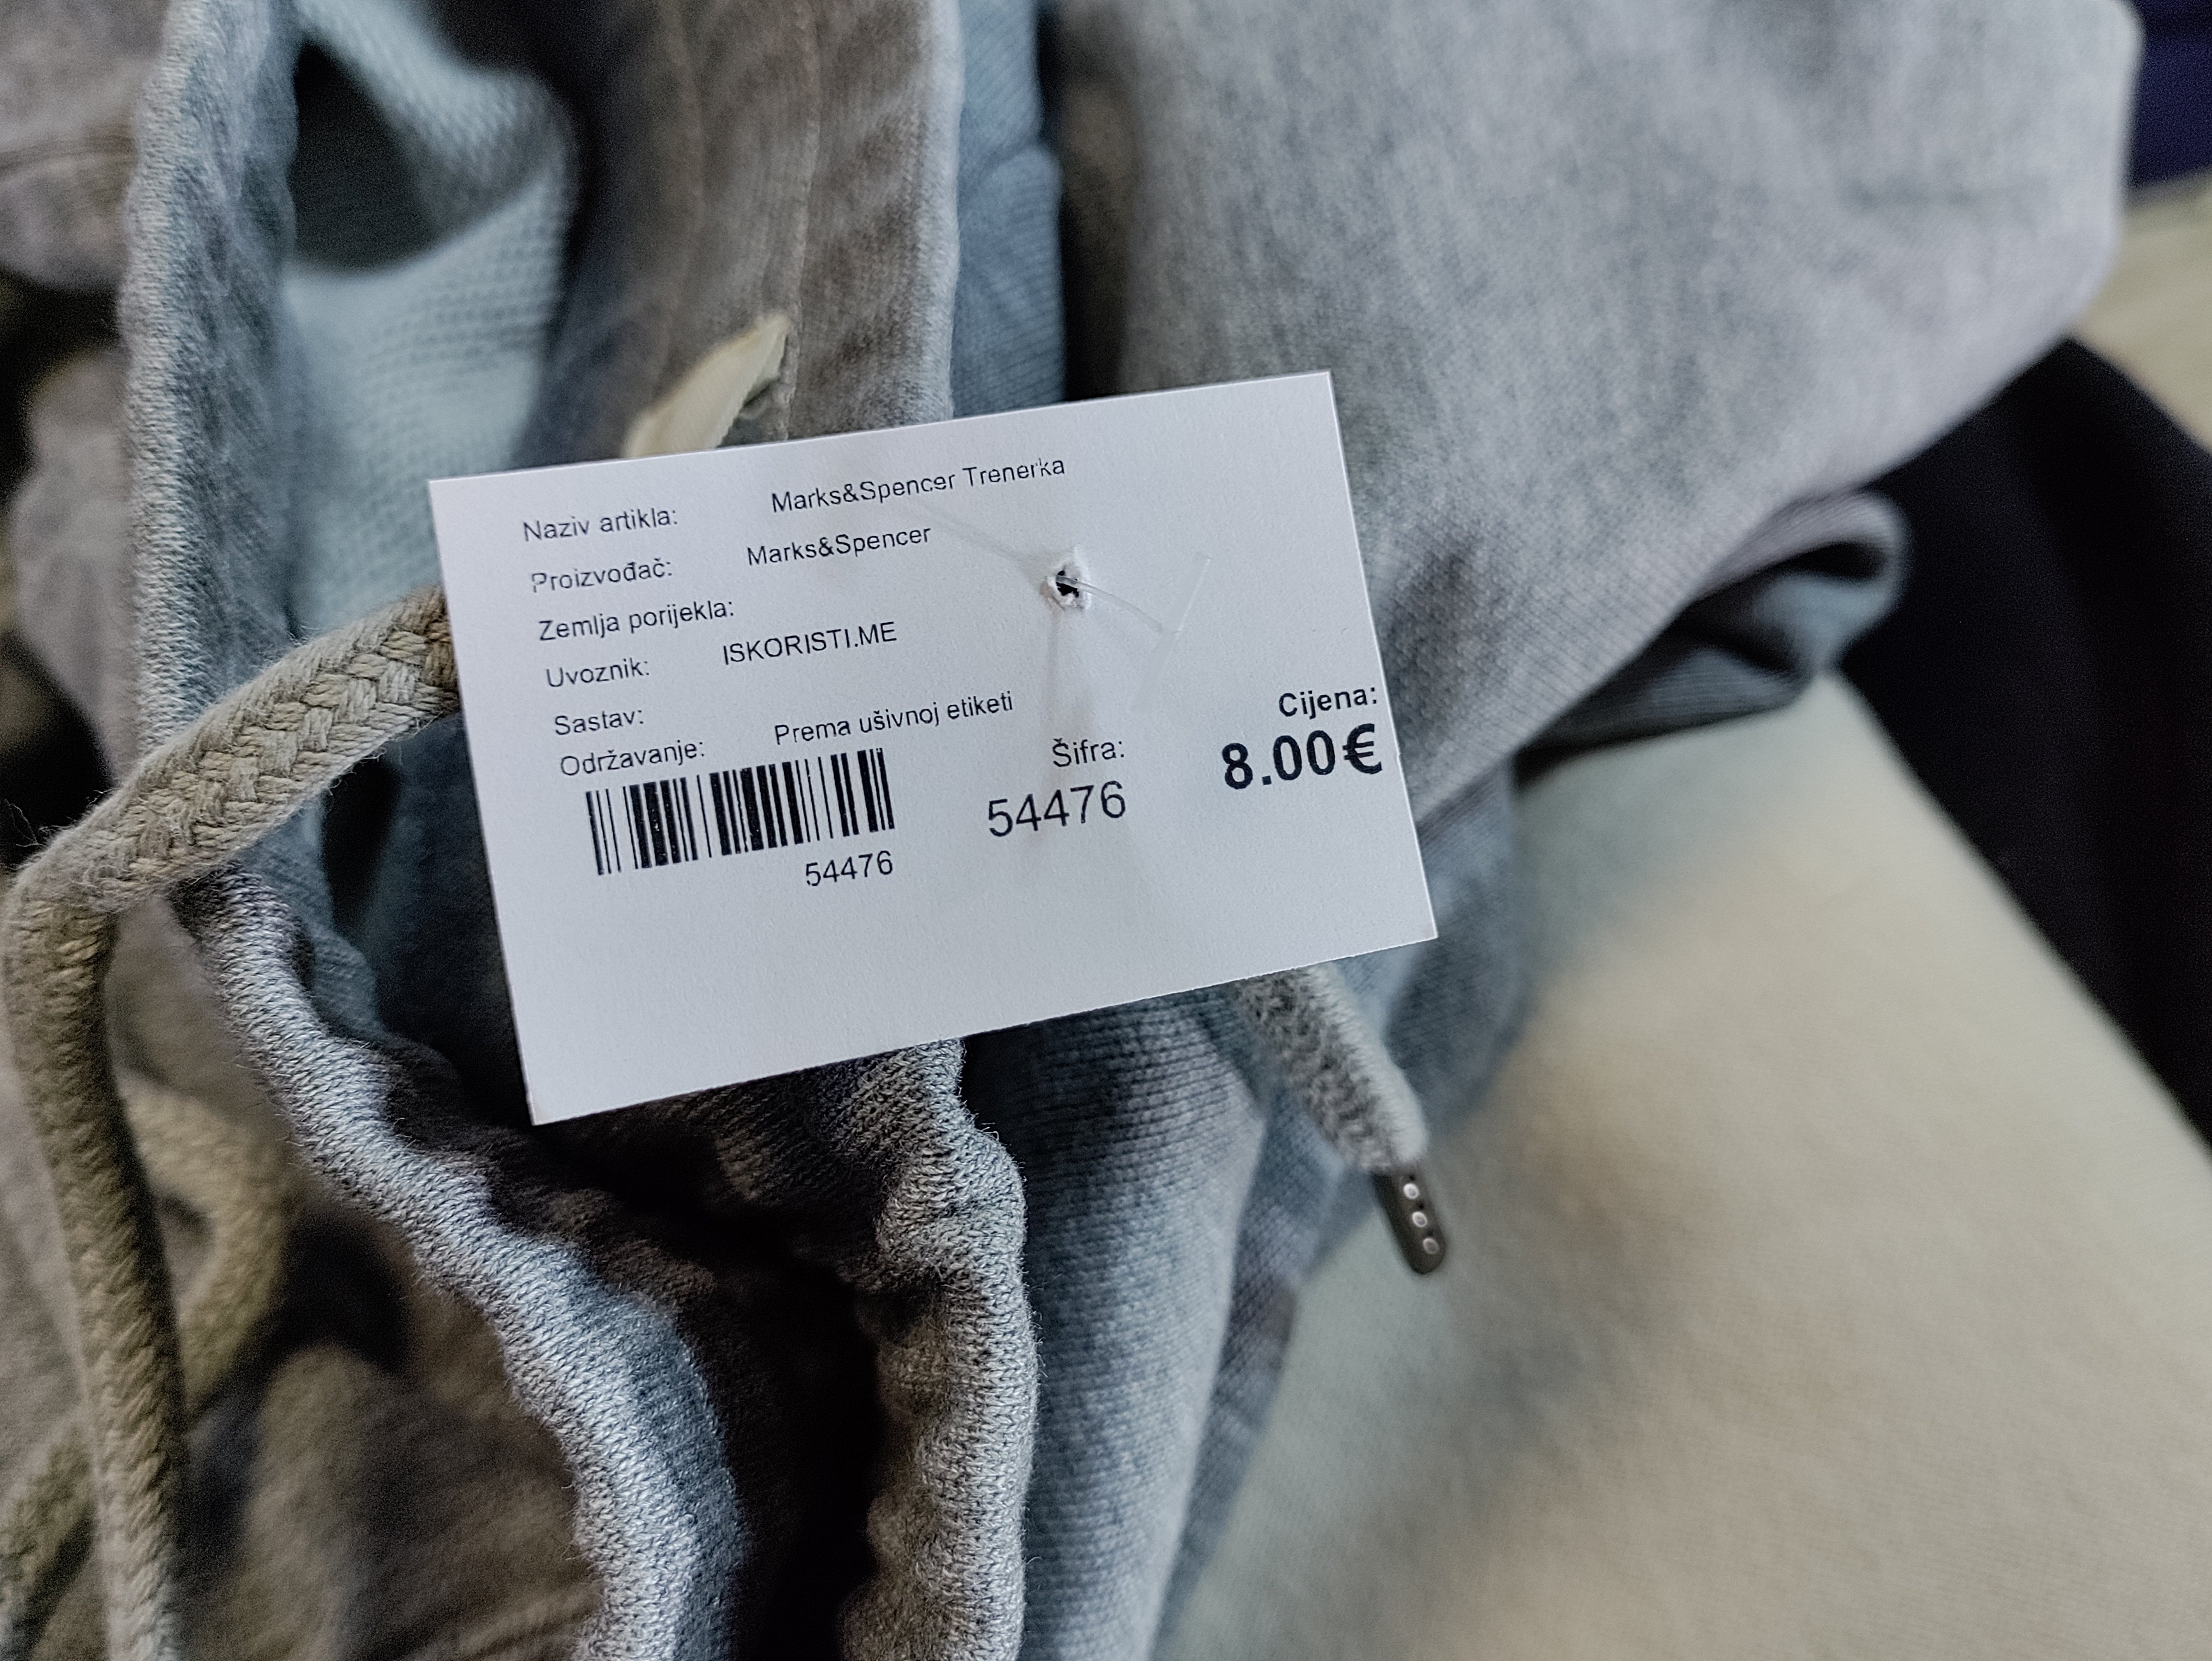 Naziv artikla: Marks&Spencer Trenerka
Proizvođač: Marks&Spencer
Zemlja porijekla:
Uvoznik: ISKORISTI.ME
Sastav:
Održavanje: Prema ušivnoj etiketi
Cijena:
8.00€
Šifra:
54476
54476